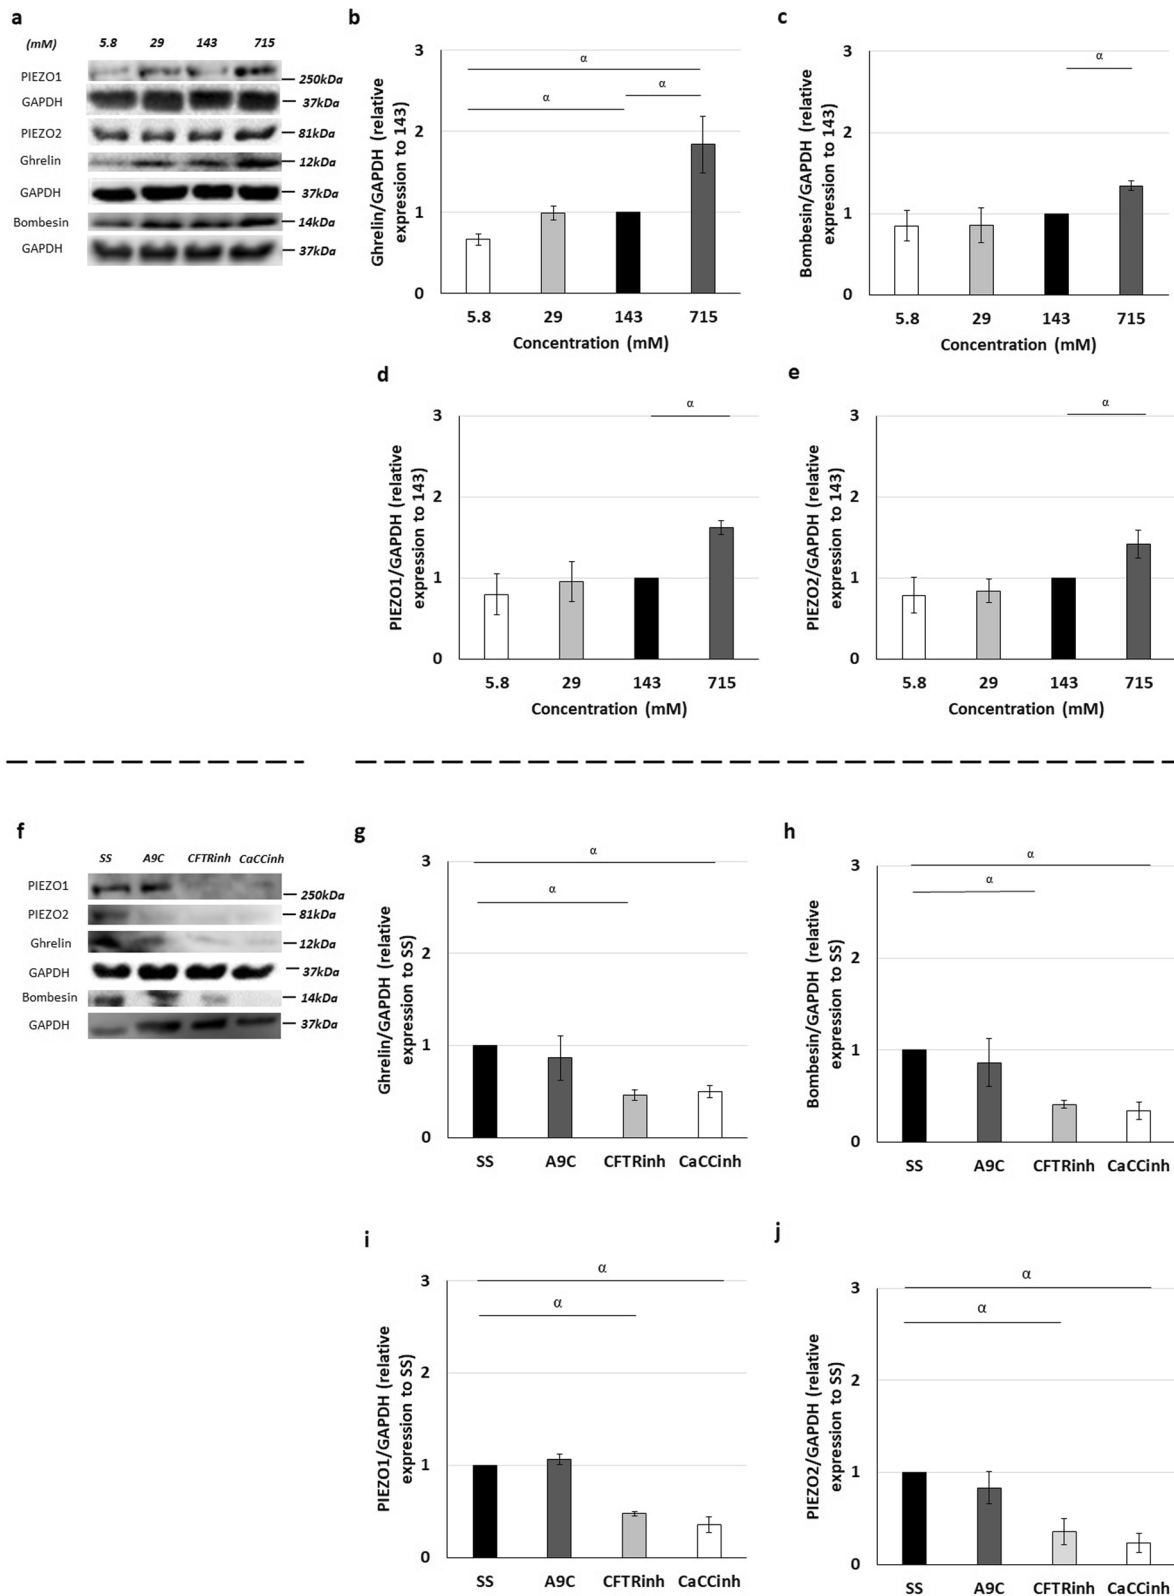 a
(mM) 5.8 29 143 715
PIEZO1 250kDa
GAPDH 37kDa
PIEZO2 81kDa
Ghrelin 12kDa
GAPDH 37kDa
Bombesin 14kDa
GAPDH 37kDa
b
Ghrelin/GAPDH (relative
expression to 143)
3
2
1
0
α
α
α
5.8 29 143 715
Concentration (mM)
c
Bombesin/GAPDH (relative
expression to 143)
3
2
1
0
α
5.8 29 143 715
Concentration (mM)
d
PIEZO1/GAPDH (relative
expression to 143)
3
2
1
0
α
5.8 29 143 715
Concentration (mM)
e
PIEZO2/GAPDH (relative
expression to 143)
3
2
1
0
α
5.8 29 143 715
Concentration (mM)
f
SS A9C CFTRinh CaCCinh
PIEZO1 250kDa
PIEZO2 81kDa
Ghrelin 12kDa
GAPDH 37kDa
Bombesin 14kDa
GAPDH 37kDa
g
Ghrelin/GAPDH (relative
expression to SS)
3
2
1
0
α
α
SS A9C CFTRinh CaCCinh
h
Bombesin/GAPDH (relative
expression to SS)
3
2
1
0
α
α
SS A9C CFTRinh CaCCinh
i
PIEZO1/GAPDH (relative
expression to SS)
3
2
1
0
α
α
SS A9C CFTRinh CaCCinh
j
PIEZO2/GAPDH (relative
expression to SS)
3
2
1
0
α
α
SS A9C CFTRinh CaCCinh